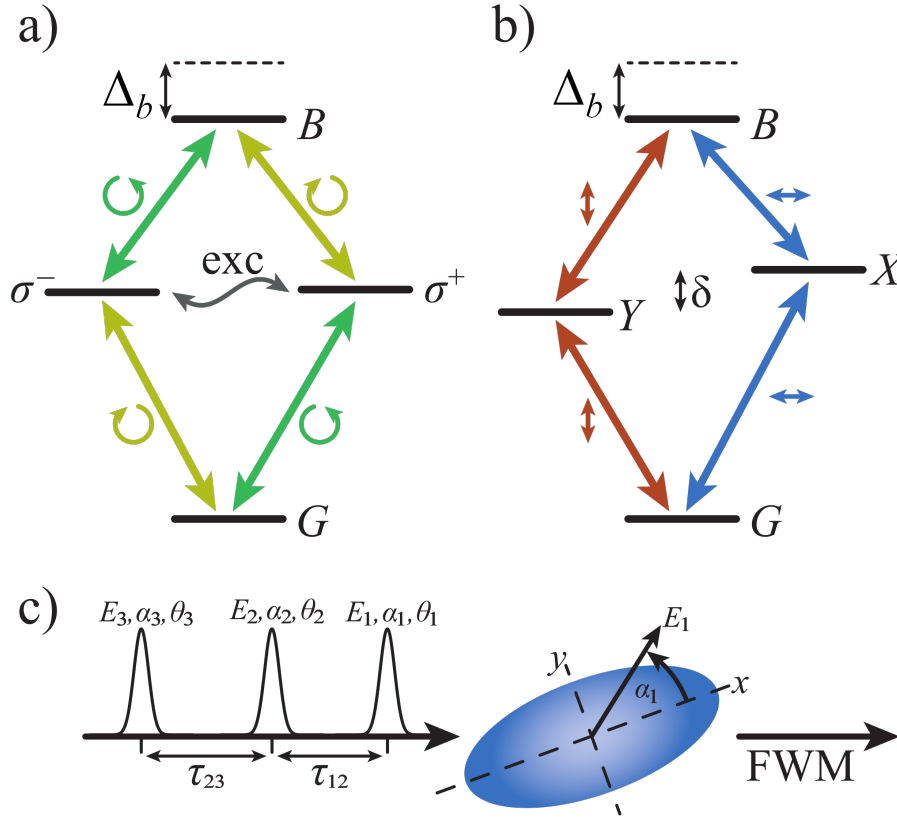 a)
Δb
B
σ−
exc
σ+
G
b)
Δb
B
X
Y
δ
G
c)
E3, α3, θ3
E2, α2, θ2
E1, α1, θ1
τ23
τ12
E1
y
α1
x
FWM